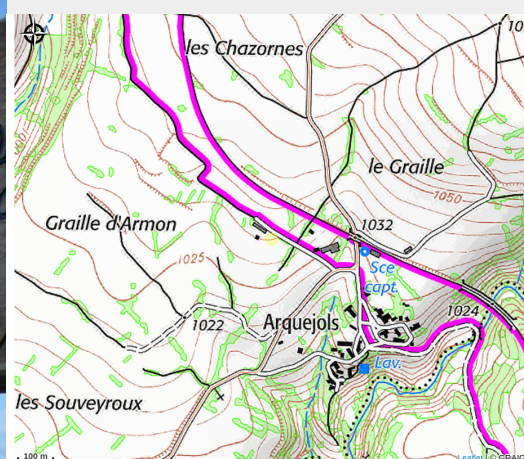 les Chazornes
le Graille
1050
Graille d'Armon
1032
1025
Sce
capt.
1024
Arquejols
1022
Lav.
les Souveyroux
100 m
Leaflet | © GRAIG